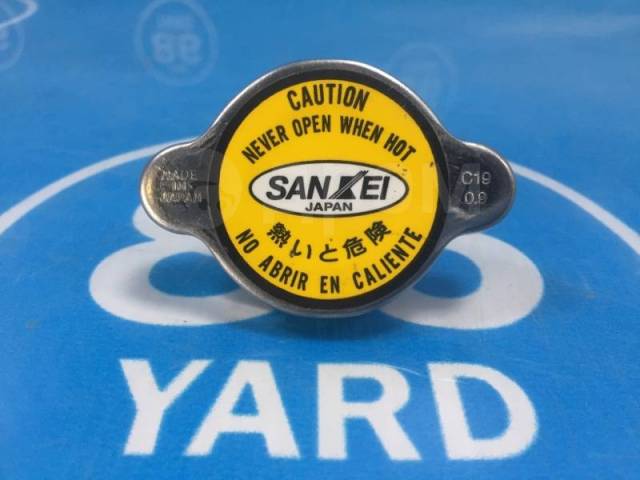 CAUTION
NEVER OPEN WHEN HOT
SANKEI
JAPAN
熱いと危険
NO ABRIR EN CALIENTE
MADE
IN
JAPAN
C19
0.9
YARD